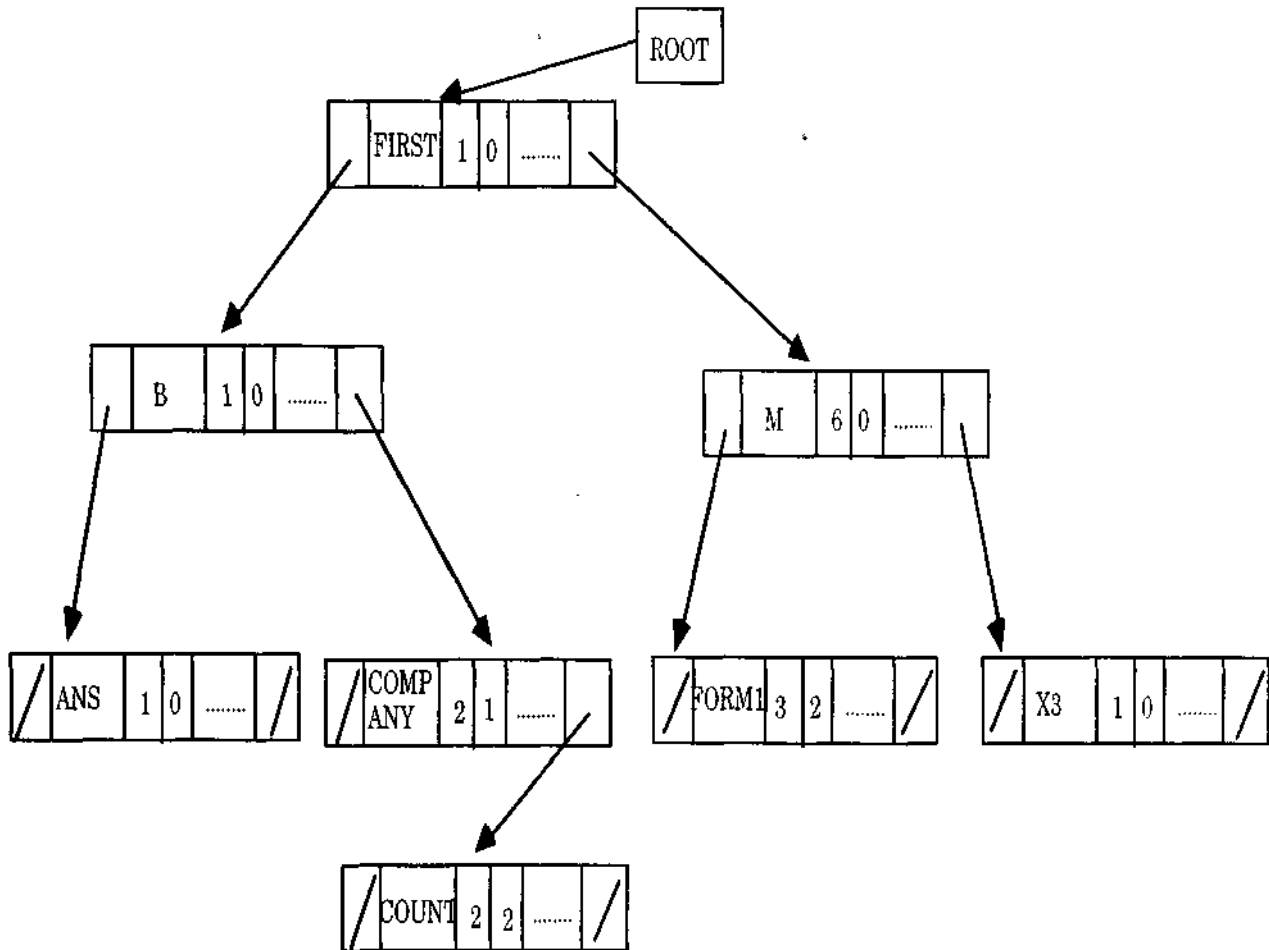 ROOT
FIRST 1 0 ........
B 1 0 ........
M 6 0 ........
ANS 1 0 ........
COMP
ANY 2 1 ........
FORM1 3 2 ........
X3 1 0 ........
COUNT 2 2 ........